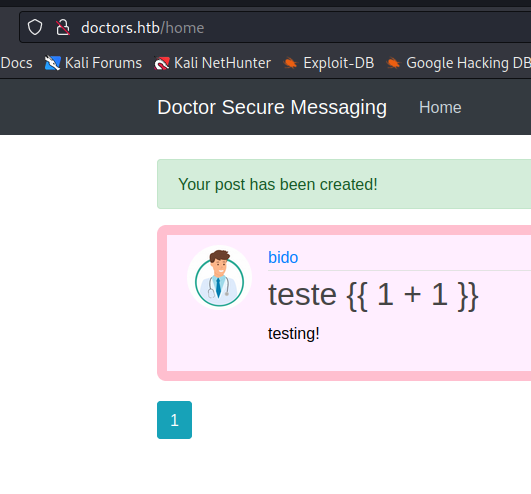 doctors.htb/home
Docs Kali Forums Kali NetHunter Exploit-DB Google Hacking DB
Doctor Secure Messaging Home
Your post has been created!
bido
teste {{ 1 + 1 }}
testing!
1